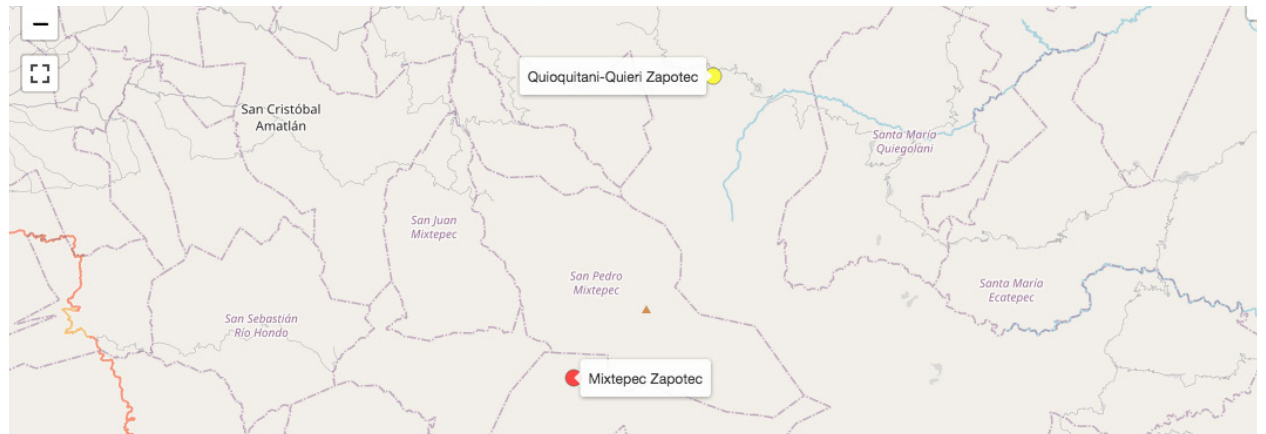 Quioquitani-Quieri Zapotec
San Cristóbal
Amatlán
Santa María
Quiegolani
San Juan
Mixtepec
San Pedro
Mixtepec
Santa María
Ecatepec
San Sebastián
Río Hondo
Mixtepec Zapotec